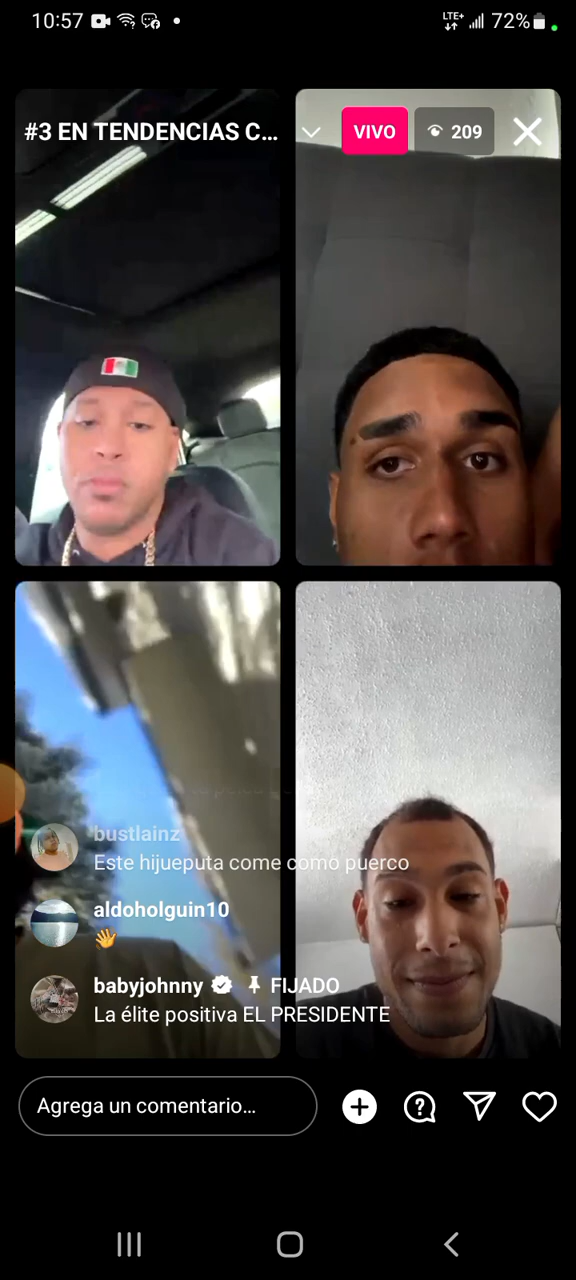 10:57
LTE+
72%
#3 EN TENDENCIAS C...
VIVO
209
bustlainz
Este hijueputa come como puerco
aldoholguin10
👋
babyjohnny FIJADO
La élite positiva EL PRESIDENTE
Agrega un comentario...